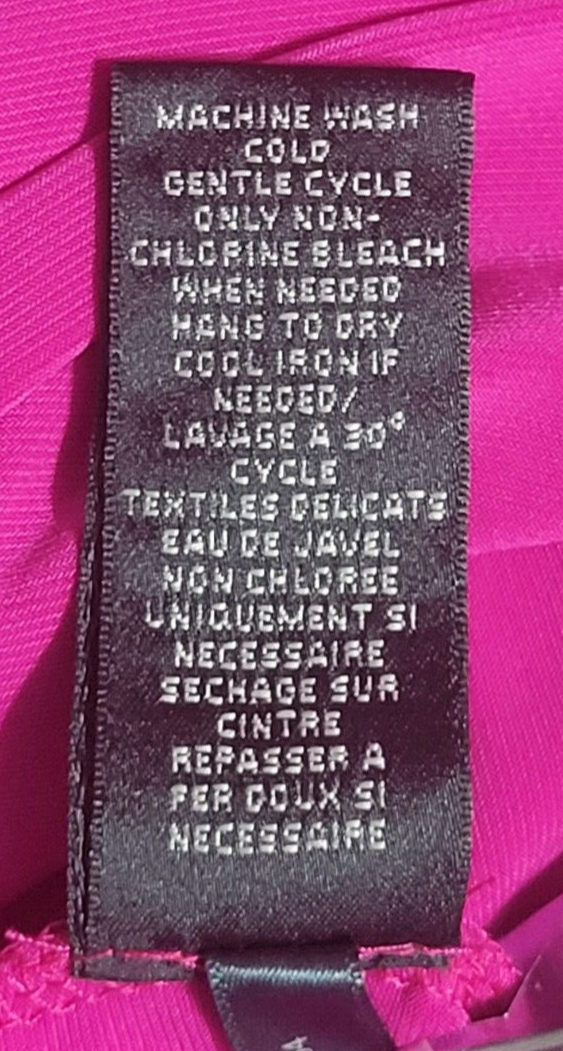 MACHINE WASH
COLD
GENTLE CYCLE
ONLY NON-
CHLORINE BLEACH
WHEN NEEDED
HANG TO DRY
COOL IRON IF
NEEDED/
LAVAGE A 30°
CYCLE
TEXTILES DELICATS
EAU DE JAVEL
NON CHLOREE
UNIQUEMENT SI
NECESSAIRE
SECHAGE SUR
CINTRE
REPASSER A
FER DOUX SI
NECESSAIRE